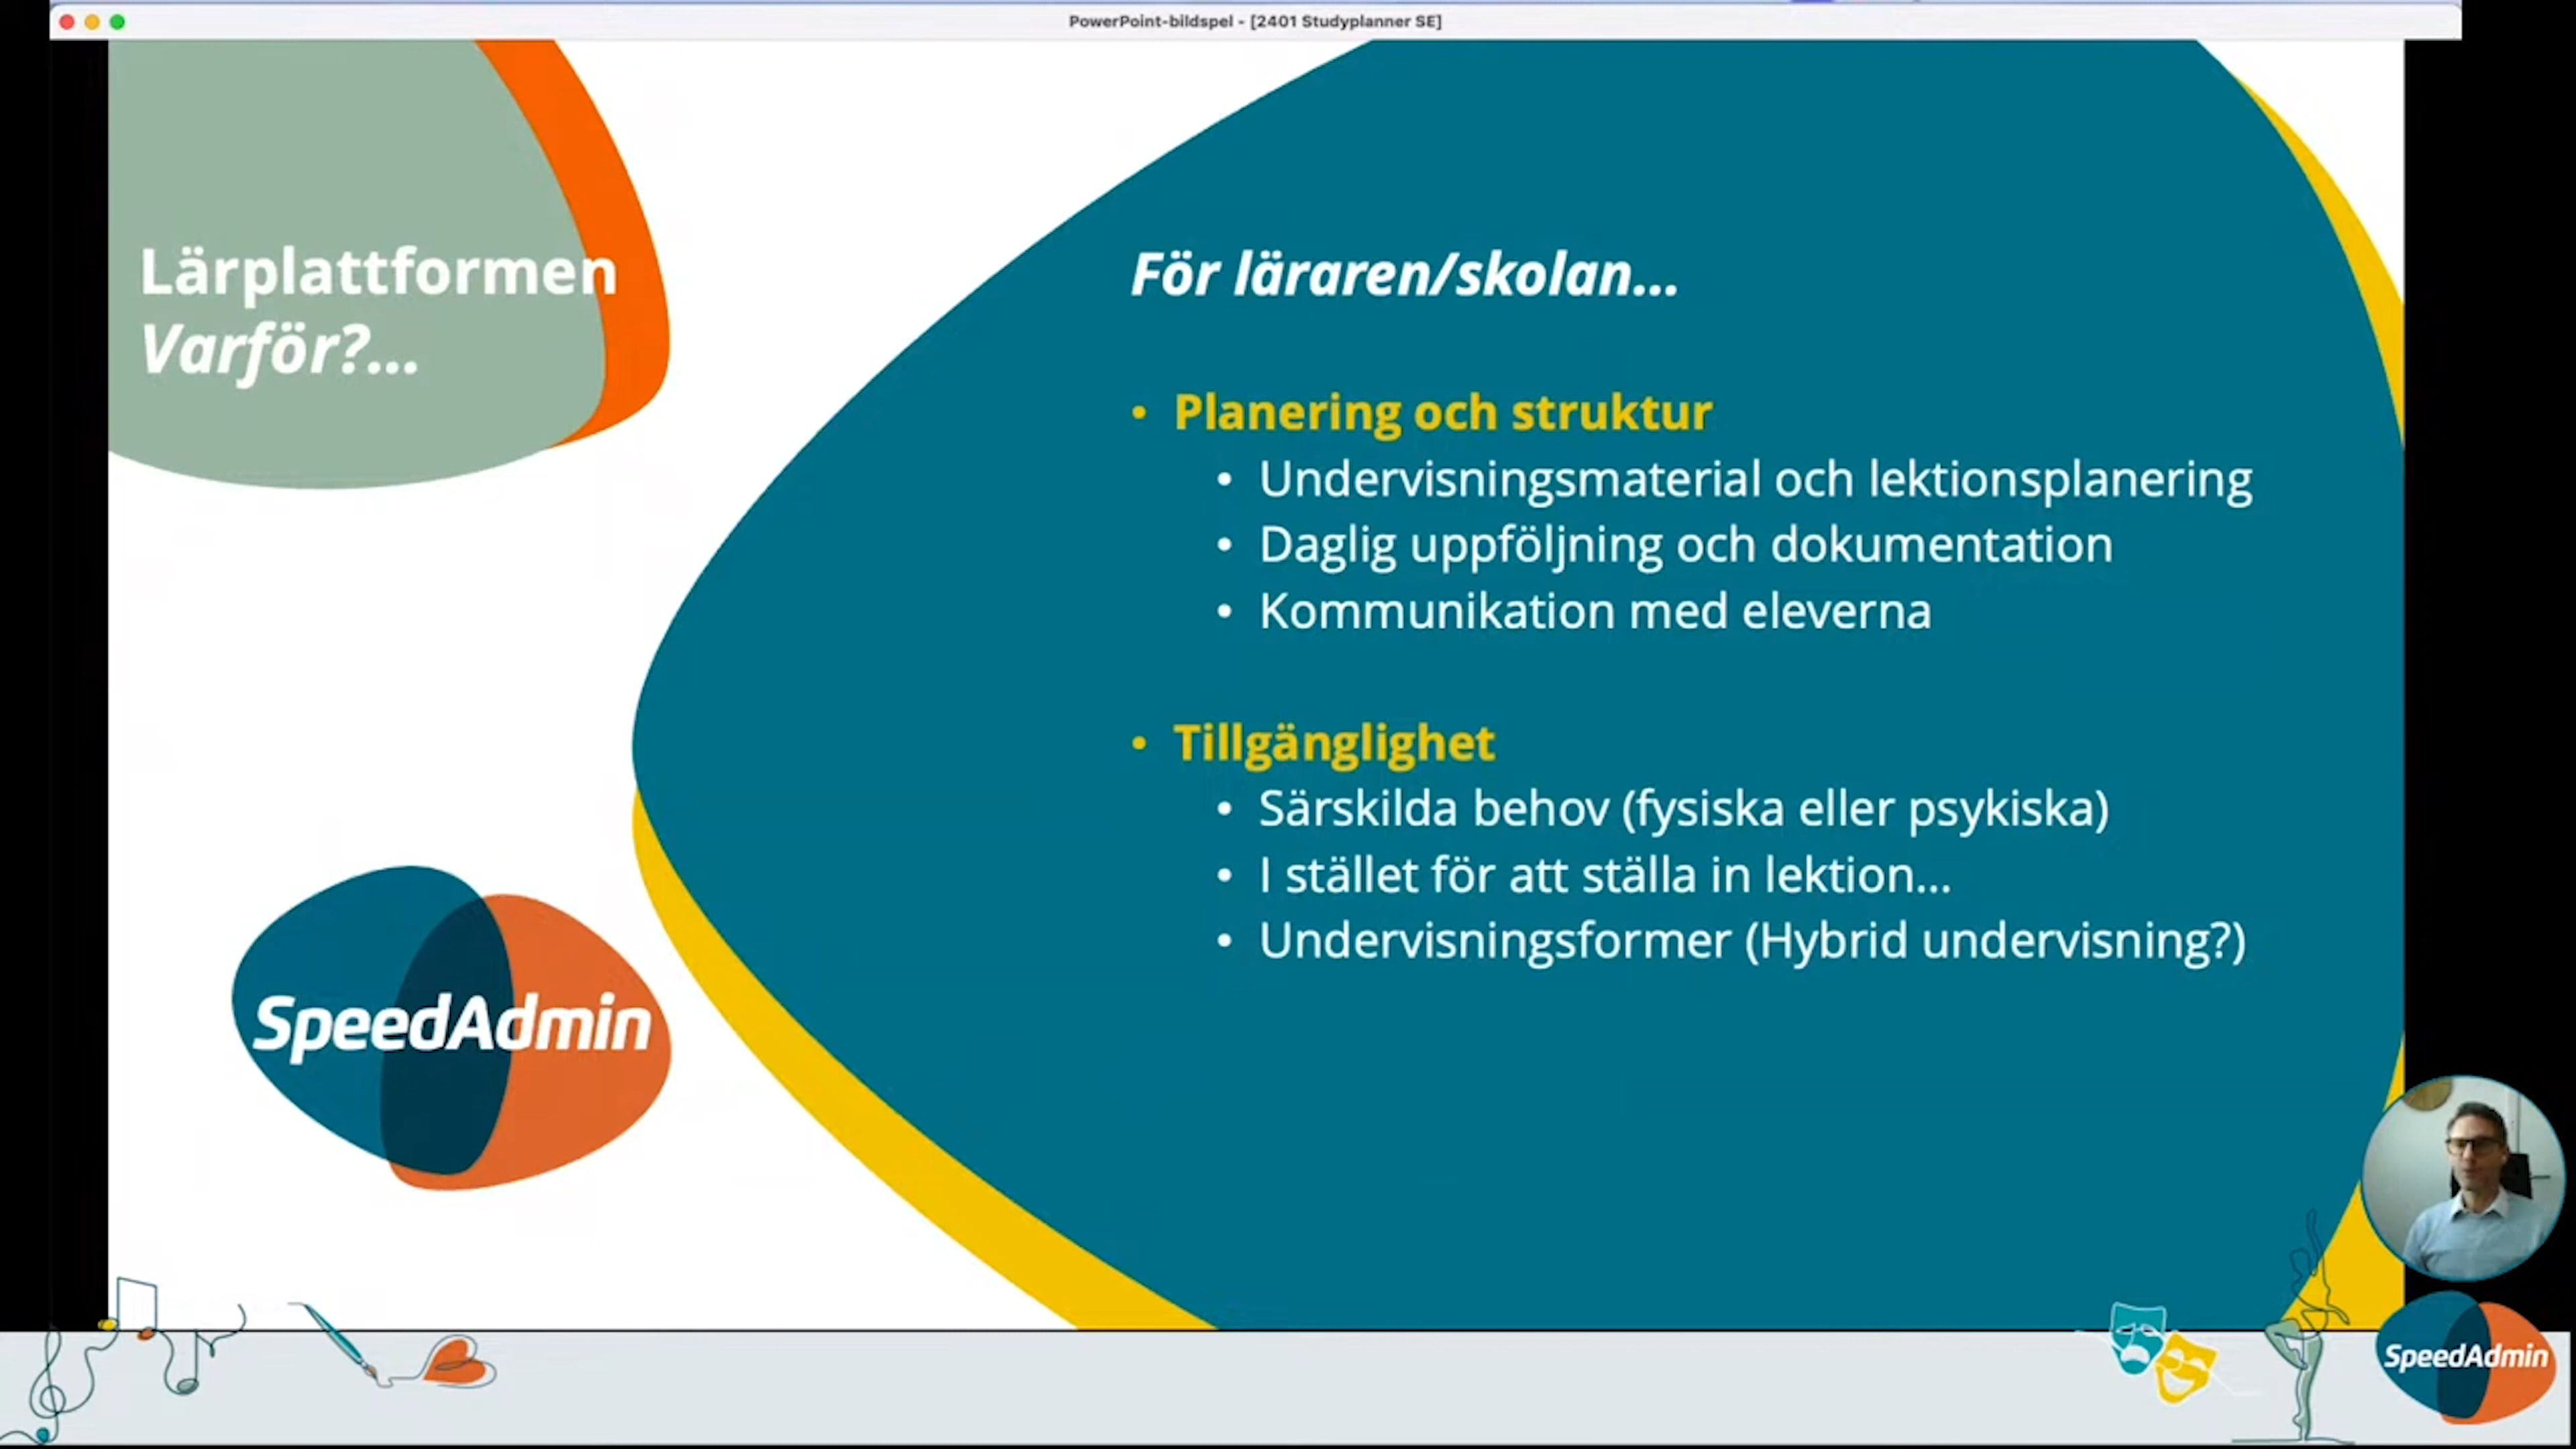 PowerPoint-bildspel - [2401 Studyplanner SE]
Lärplattformen
Varför?...
För läraren/skolan...
• Planering och struktur
• Undervisningsmaterial och lektionsplanering
• Daglig uppföljning och dokumentation
• Kommunikation med eleverna
• Tillgänglighet
• Särskilda behov (fysiska eller psykiska)
• I stället för att ställa in lektion...
• Undervisningsformer (Hybrid undervisning?)
SpeedAdmin
SpeedAdmin